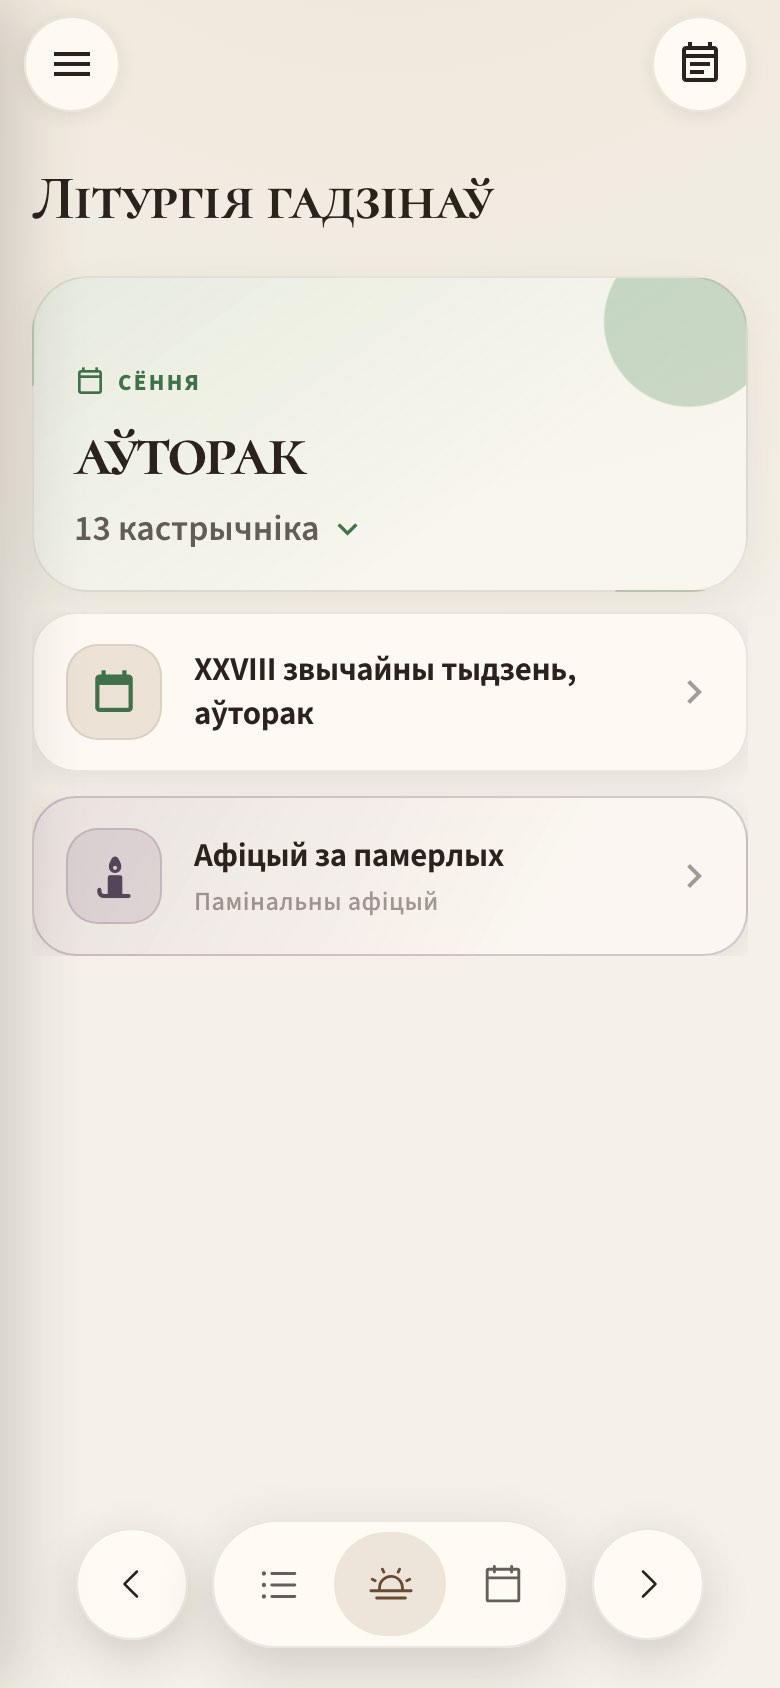 Літургія гадзінаў
СЁННЯ
АЎТОРАК
13 кастрычніка
XXVIII звычайны тыдзень,
аўторак
Афіцый за памерлых
Памінальны афіцый